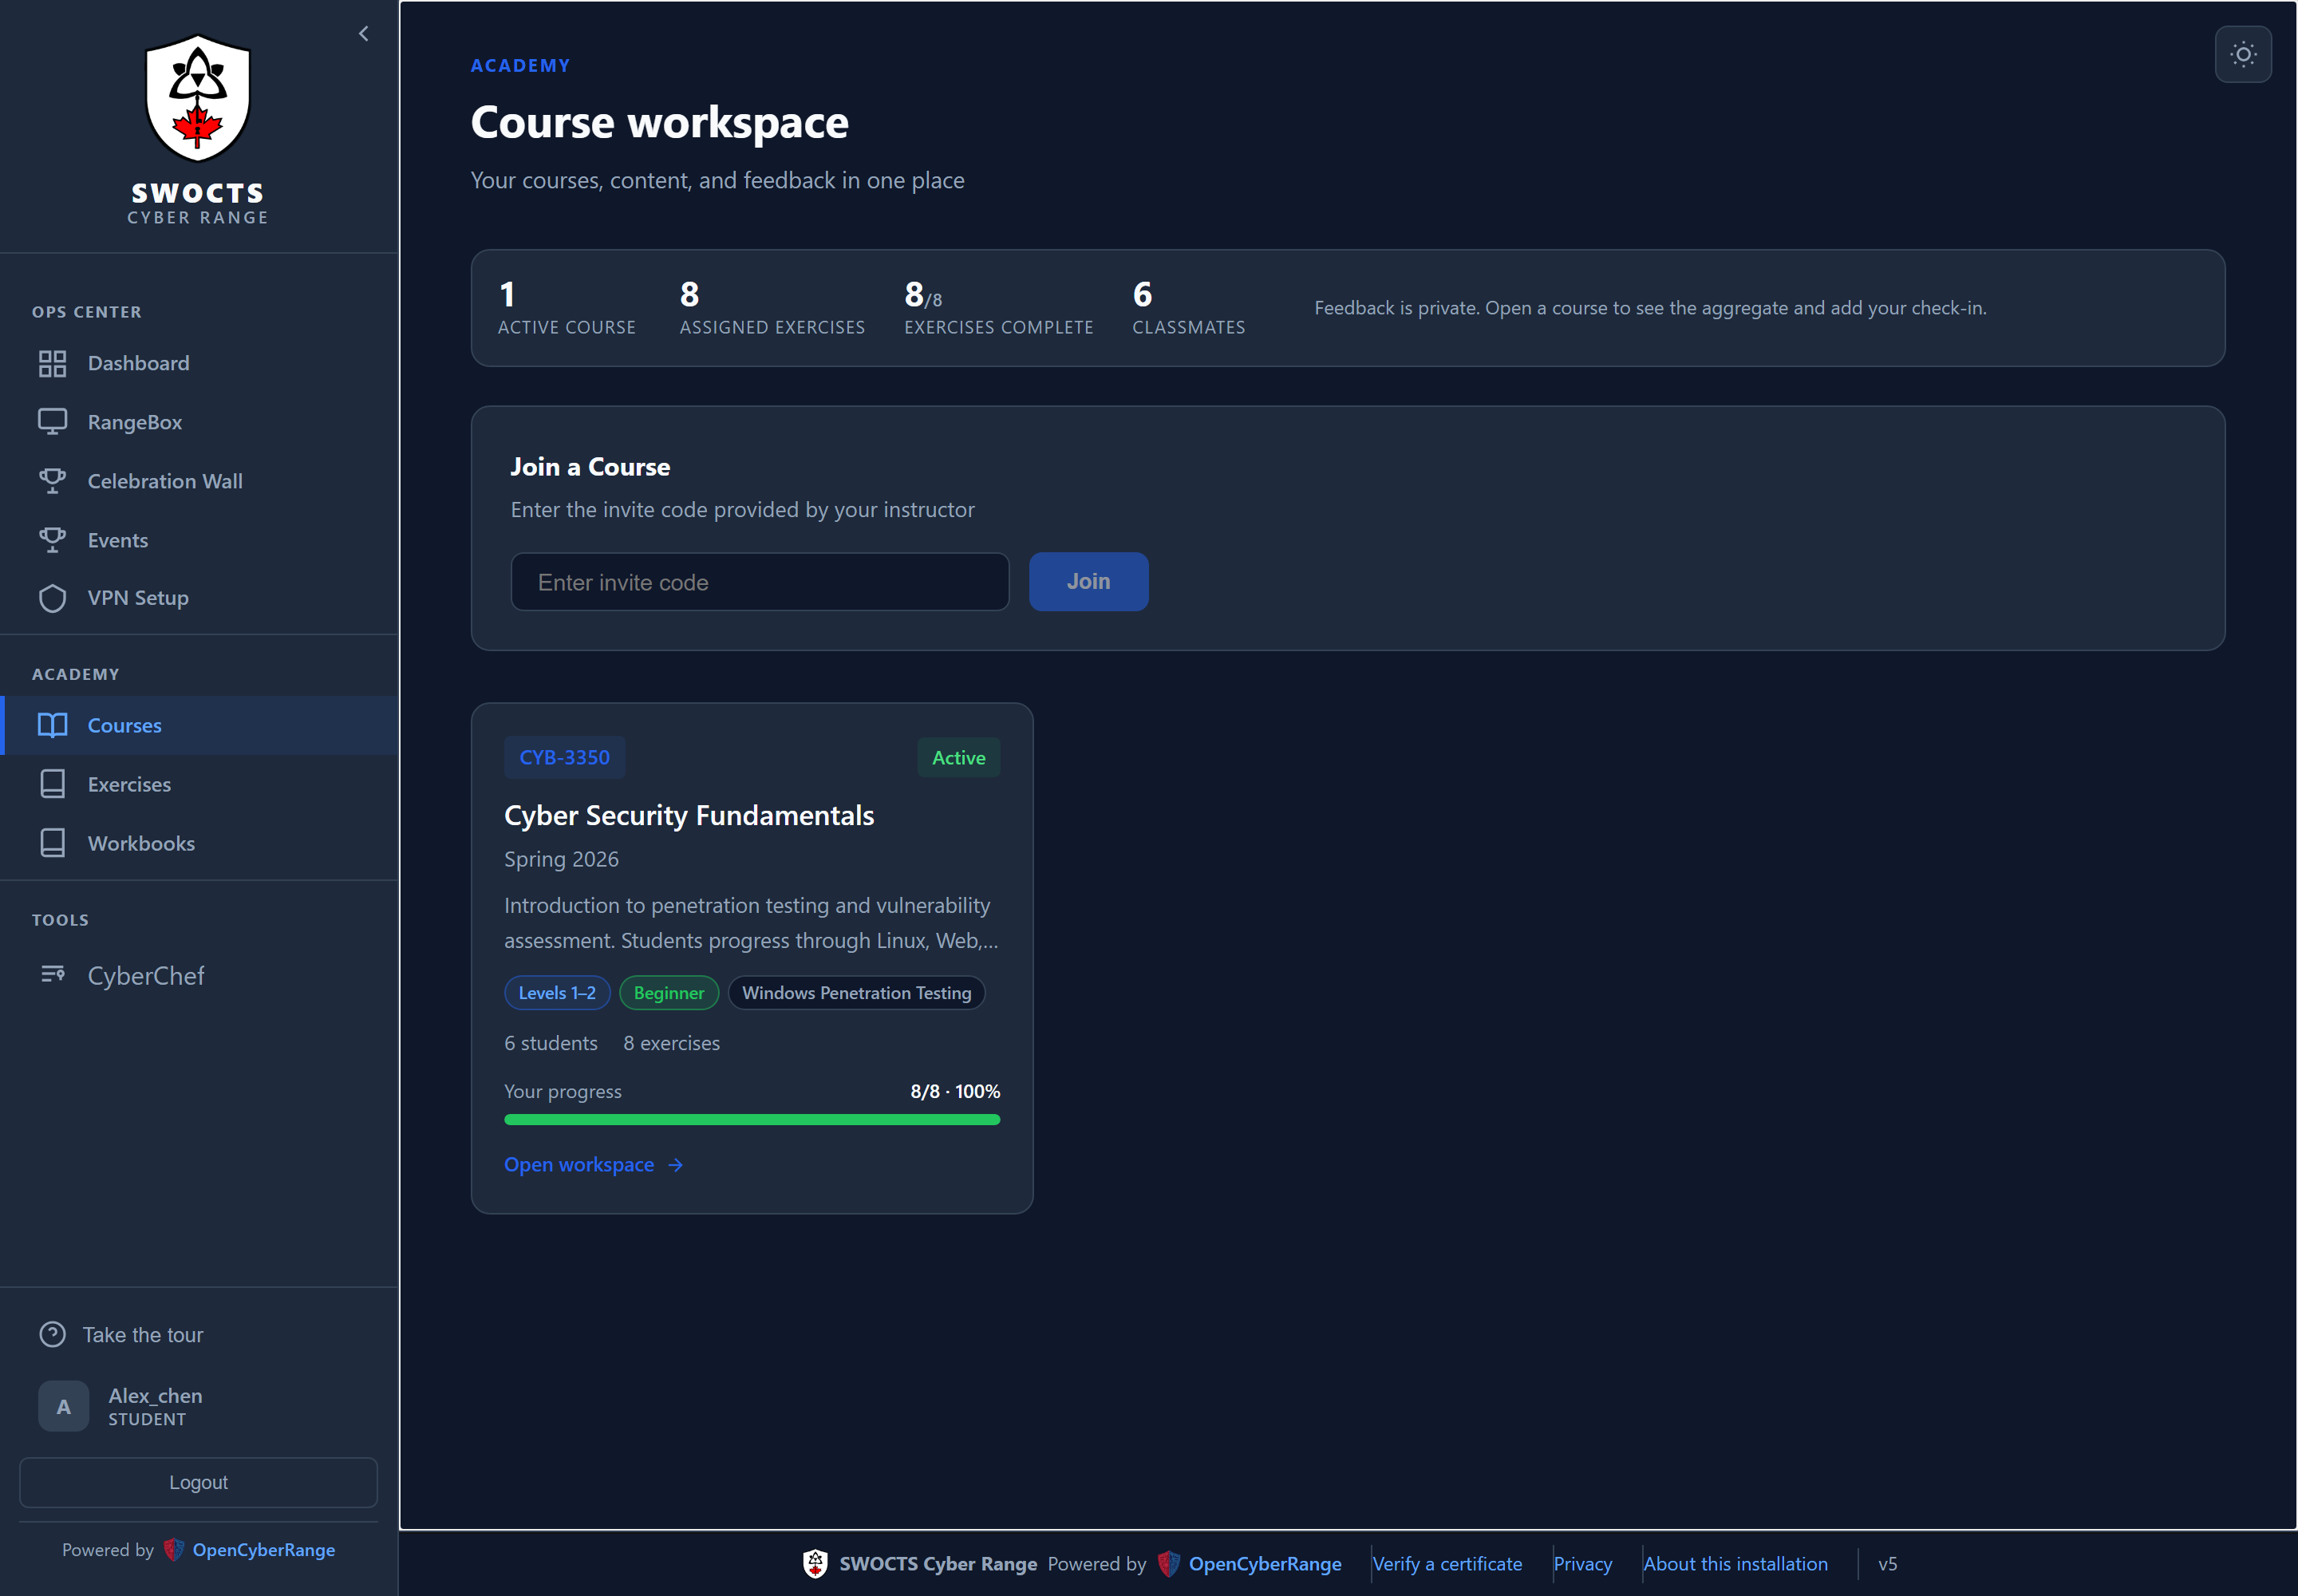 SWOCTS
CYBER RANGE
OPS CENTER
Dashboard
RangeBox
Celebration Wall
Events
VPN Setup
ACADEMY
Courses
Exercises
Workbooks
TOOLS
CyberChef
Take the tour
A
Alex_chen
STUDENT
Logout
Powered by OpenCyberRange
ACADEMY
Course workspace
Your courses, content, and feedback in one place
1
ACTIVE COURSE
8
ASSIGNED EXERCISES
8/8
EXERCISES COMPLETE
6
CLASSMATES
Feedback is private. Open a course to see the aggregate and add your check-in.
Join a Course
Enter the invite code provided by your instructor
Enter invite code
Join
CYB-3350
Active
Cyber Security Fundamentals
Spring 2026
Introduction to penetration testing and vulnerability
assessment. Students progress through Linux, Web,...
Levels 1–2
Beginner
Windows Penetration Testing
6 students
8 exercises
Your progress
8/8 · 100%
Open workspace →
SWOCTS Cyber Range Powered by OpenCyberRange
Verify a certificate
Privacy
About this installation
v5